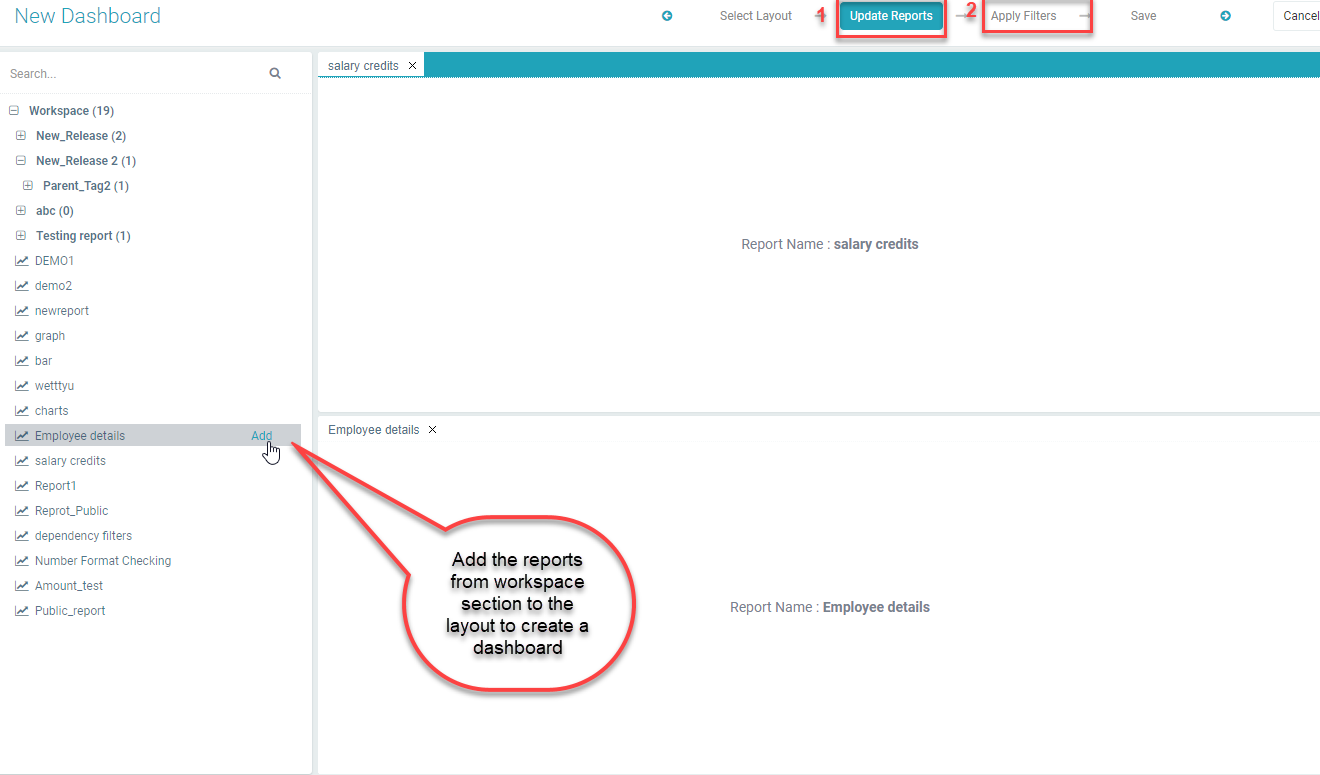 New Dashboard
Select Layout
1
Update Reports
2
Apply Filters
Save
Cancel
Search...
salary credits
Workspace (19)
New_Release (2)
New_Release 2 (1)
Parent_Tag2 (1)
abc (0)
Testing report (1)
DEMO1
demo2
newreport
graph
bar
wetttyu
charts
Employee details Add
salary credits
Report1
Reprot_Public
dependency filters
Number Format Checking
Amount_test
Public_report
Report Name : salary credits
Employee details
Add the reports
from workspace
section to the
layout to create a
dashboard
Report Name : Employee details